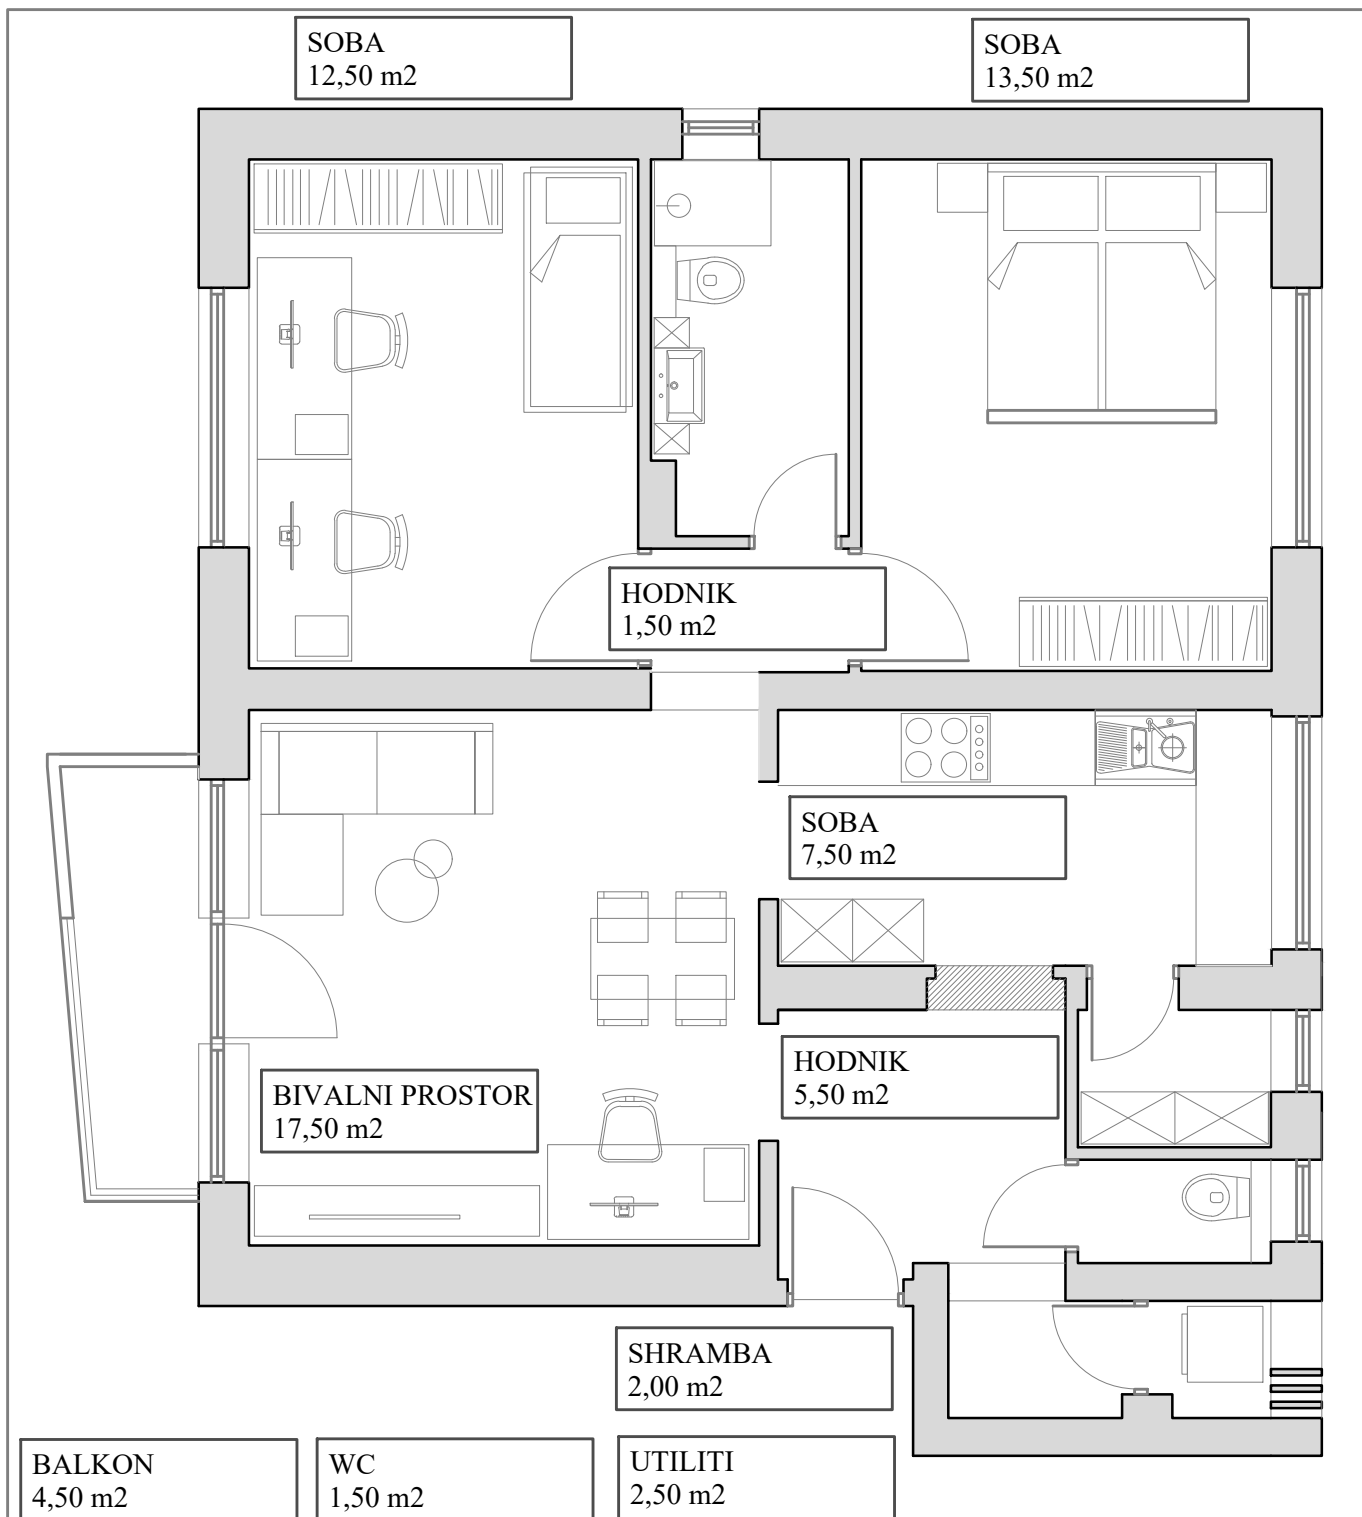 SOBA
12,50 m2
SOBA
13,50 m2
HODNIK
1,50 m2
SOBA
7,50 m2
HODNIK
5,50 m2
BIVALNI PROSTOR
17,50 m2
SHRAMBA
2,00 m2
BALKON
4,50 m2
WC
1,50 m2
UTILITI
2,50 m2